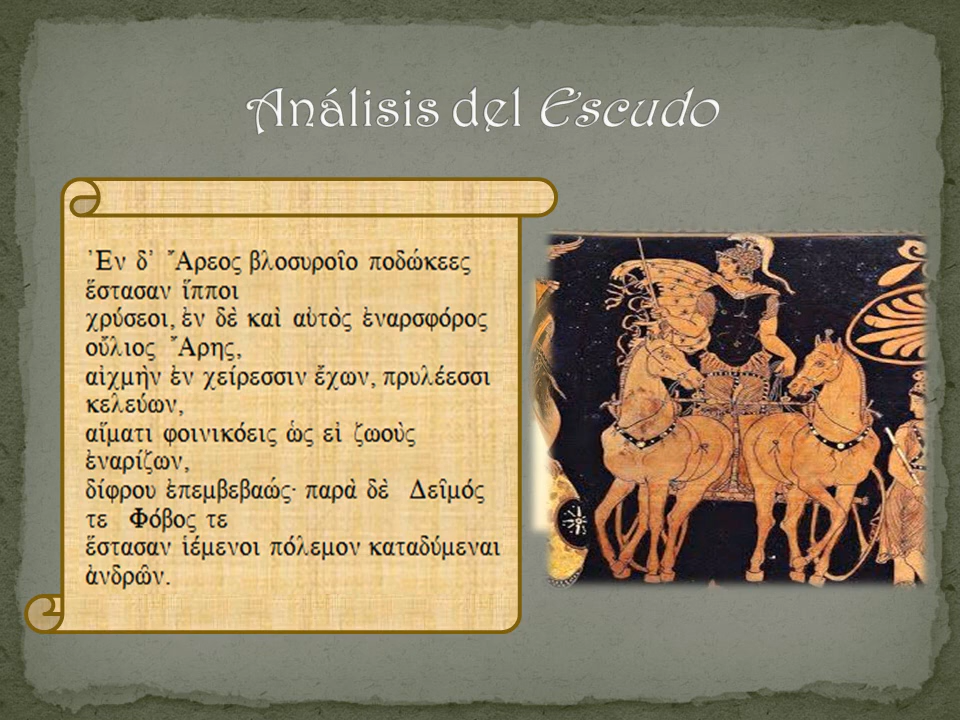 Análisis del Escudo
Ἐν δ’ Ἄρεος βλοσυροῖο ποδώκεες
ἕστασαν ἵπποι
χρύσεοι, ἐν δὲ καὶ αὐτὸς ἐναρσφόρος
οὔλιος Ἄρης,
αἰχμὴν ἐν χείρεσσιν ἔχων, πρυλέεσσι
κελεύων,
αἵματι φοινικόεις ὡς εἰ ζωοὺς
ἐναρίζων,
δίφρου ἐπεμβεβαώς· παρὰ δὲ Δεῖμός
τε Φόβος τε
ἕστασαν ἱέμενοι πόλεμον καταδύμεναι
ἀνδρῶν.